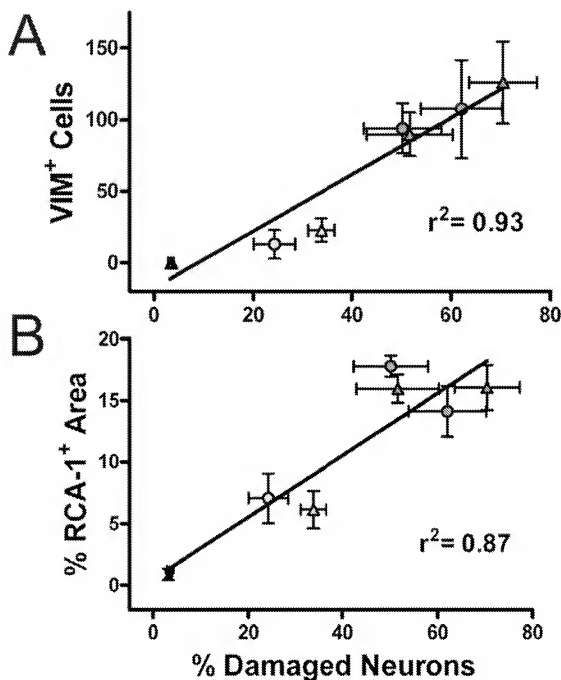 A
VIM⁺ Cells
150
100
50
0
r²= 0.93
0 20 40 60 80
B
% RCA-1⁺ Area
20
15
10
5
0
r²= 0.87
0 20 40 60 80
% Damaged Neurons